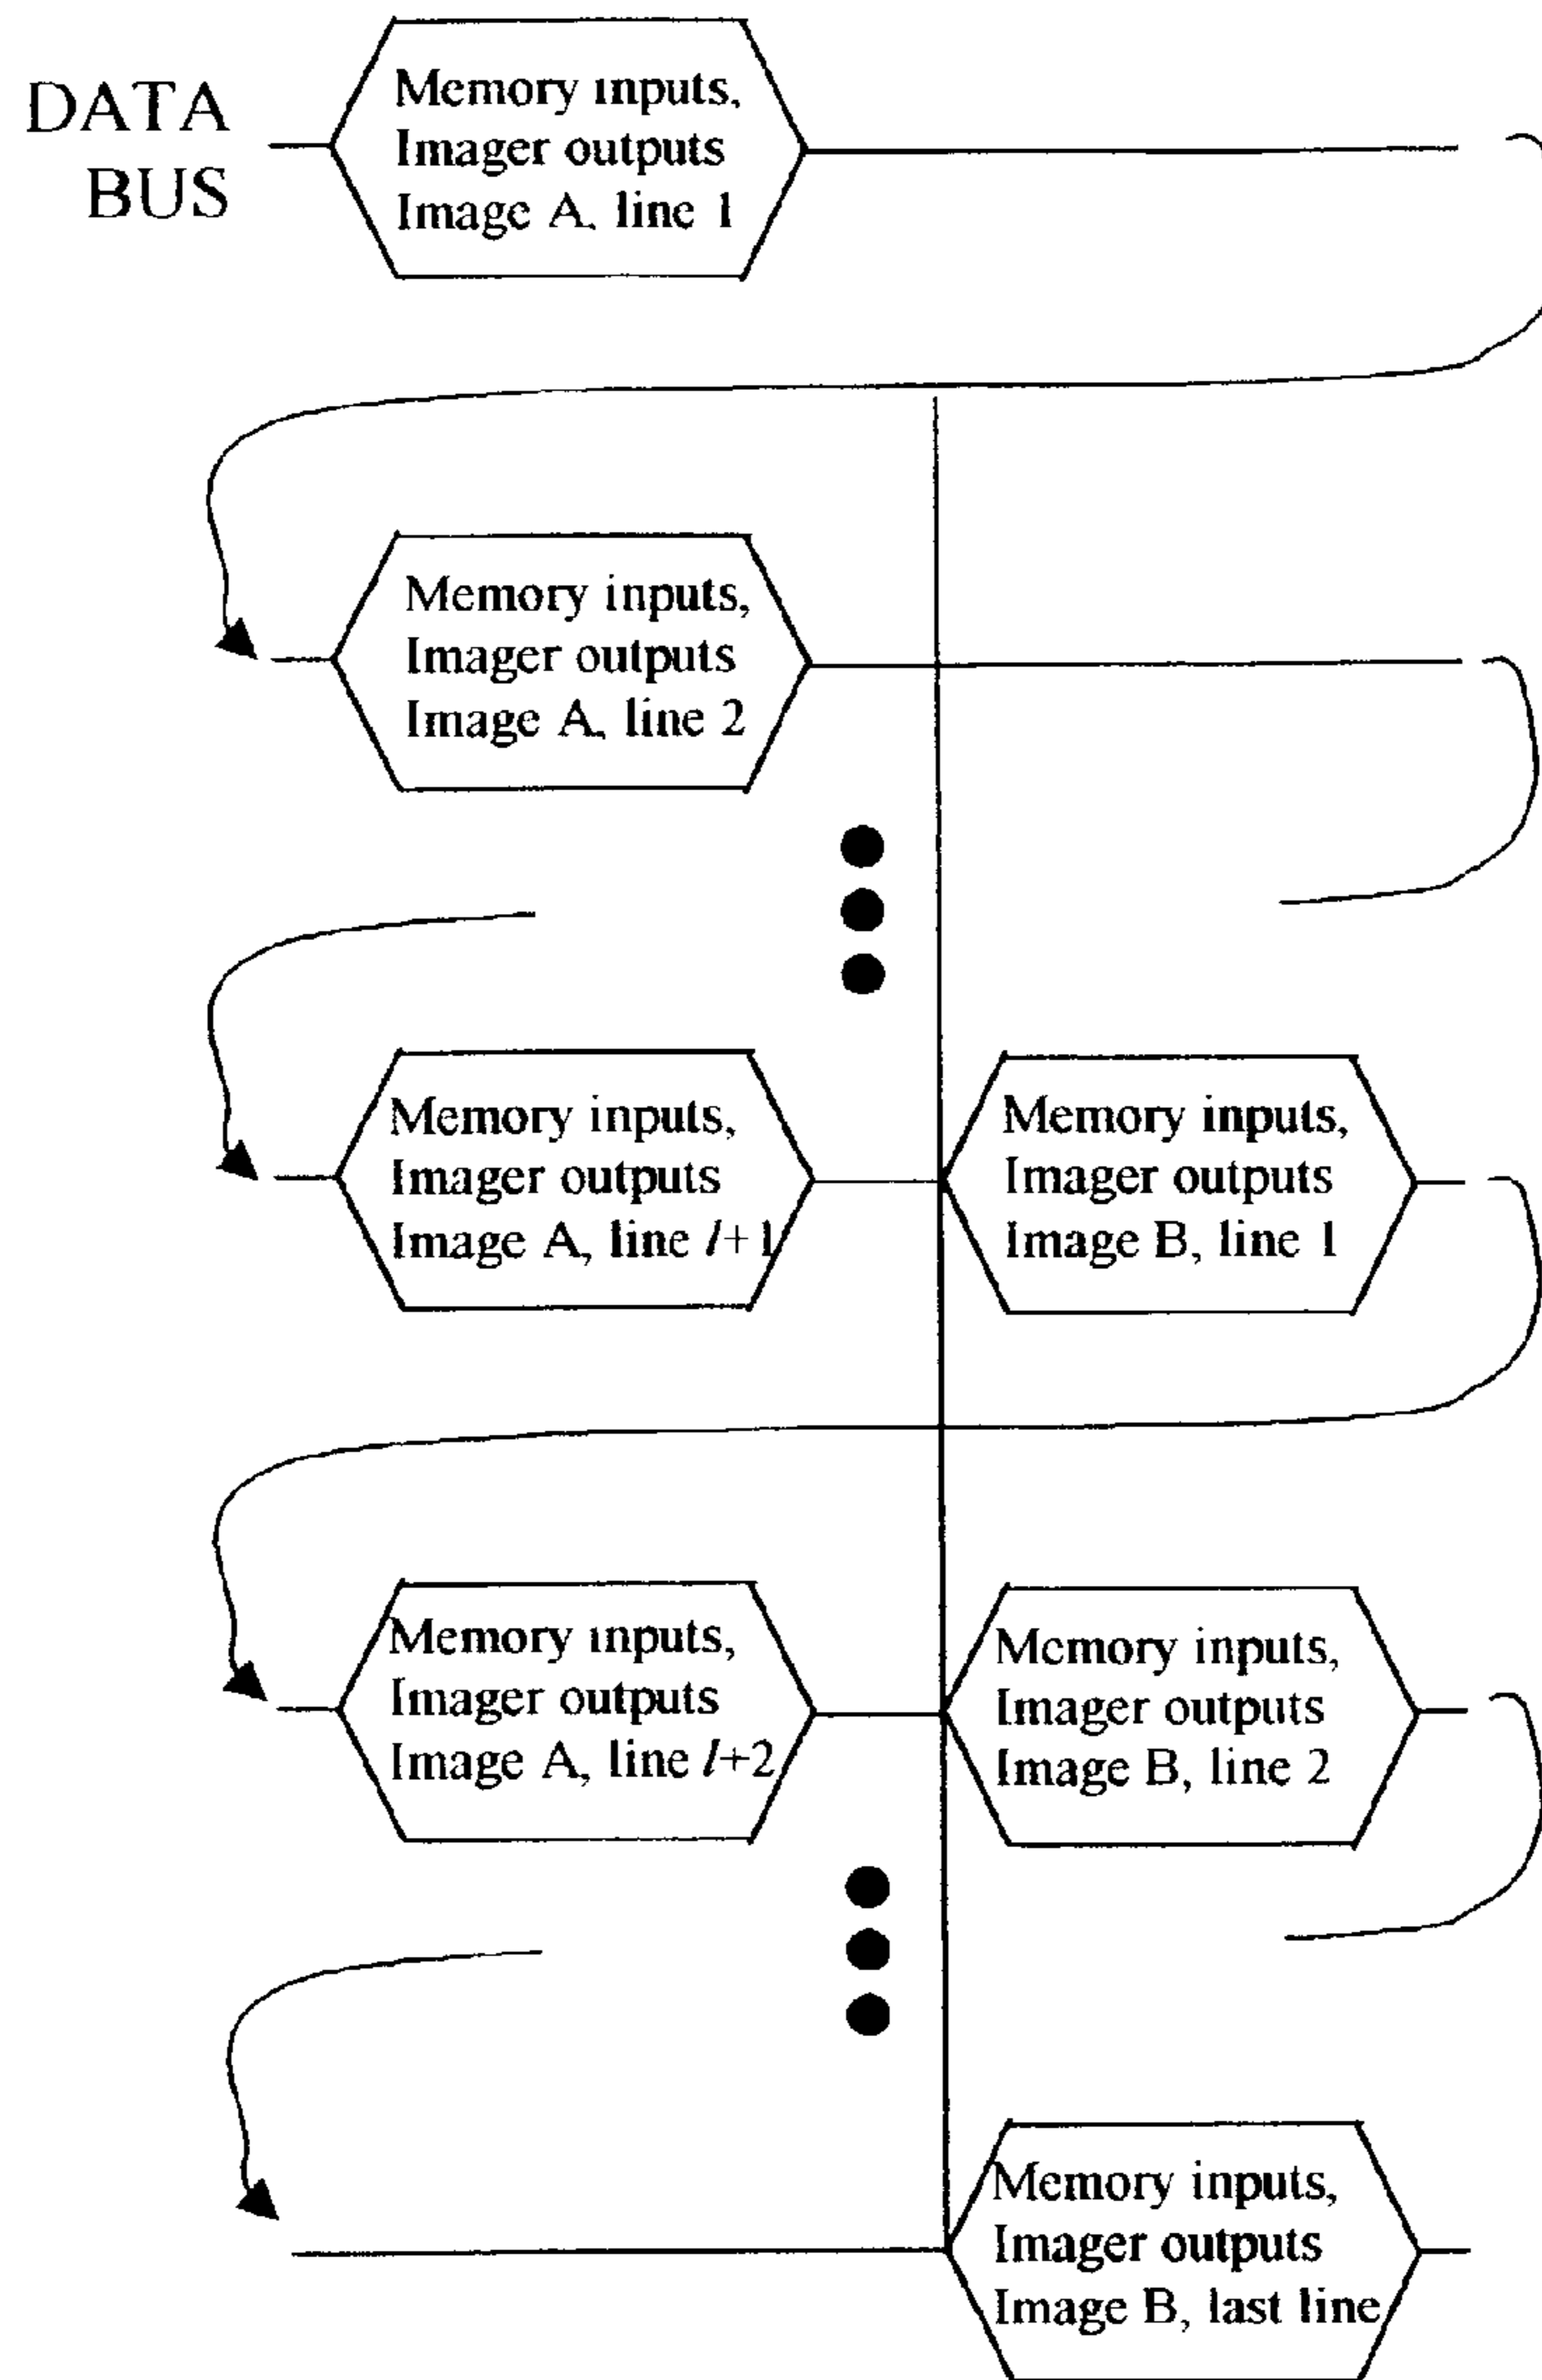 DATA
BUS
Memory inputs,
Imager outputs
Image A, line 1
Memory inputs,
Imager outputs
Image A, line 2
Memory inputs,
Imager outputs
Image A, line l+1
Memory inputs,
Imager outputs
Image B, line 1
Memory inputs,
Imager outputs
Image A, line l+2
Memory inputs,
Imager outputs
Image B, line 2
Memory inputs,
Imager outputs
Image B, last line